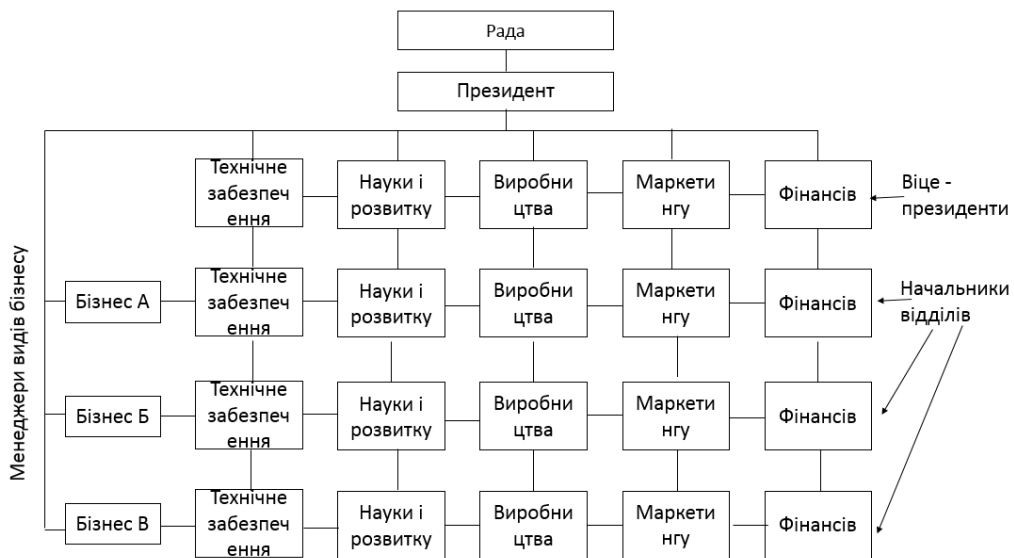 Рада
Президент
Технічне
забезпеч
ення
Науки і
розвитку
Виробни
цтва
Маркети
нгу
Фінансів
Віце -
президенти
Менеджери видів бізнесу
Бізнес А
Технічне
забезпеч
ення
Науки і
розвитку
Виробни
цтва
Маркети
нгу
Фінансів
Начальники
відділів
Бізнес Б
Технічне
забезпеч
ення
Науки і
розвитку
Виробни
цтва
Маркети
нгу
Фінансів
Бізнес В
Технічне
забезпеч
ення
Науки і
розвитку
Виробни
цтва
Маркети
нгу
Фінансів